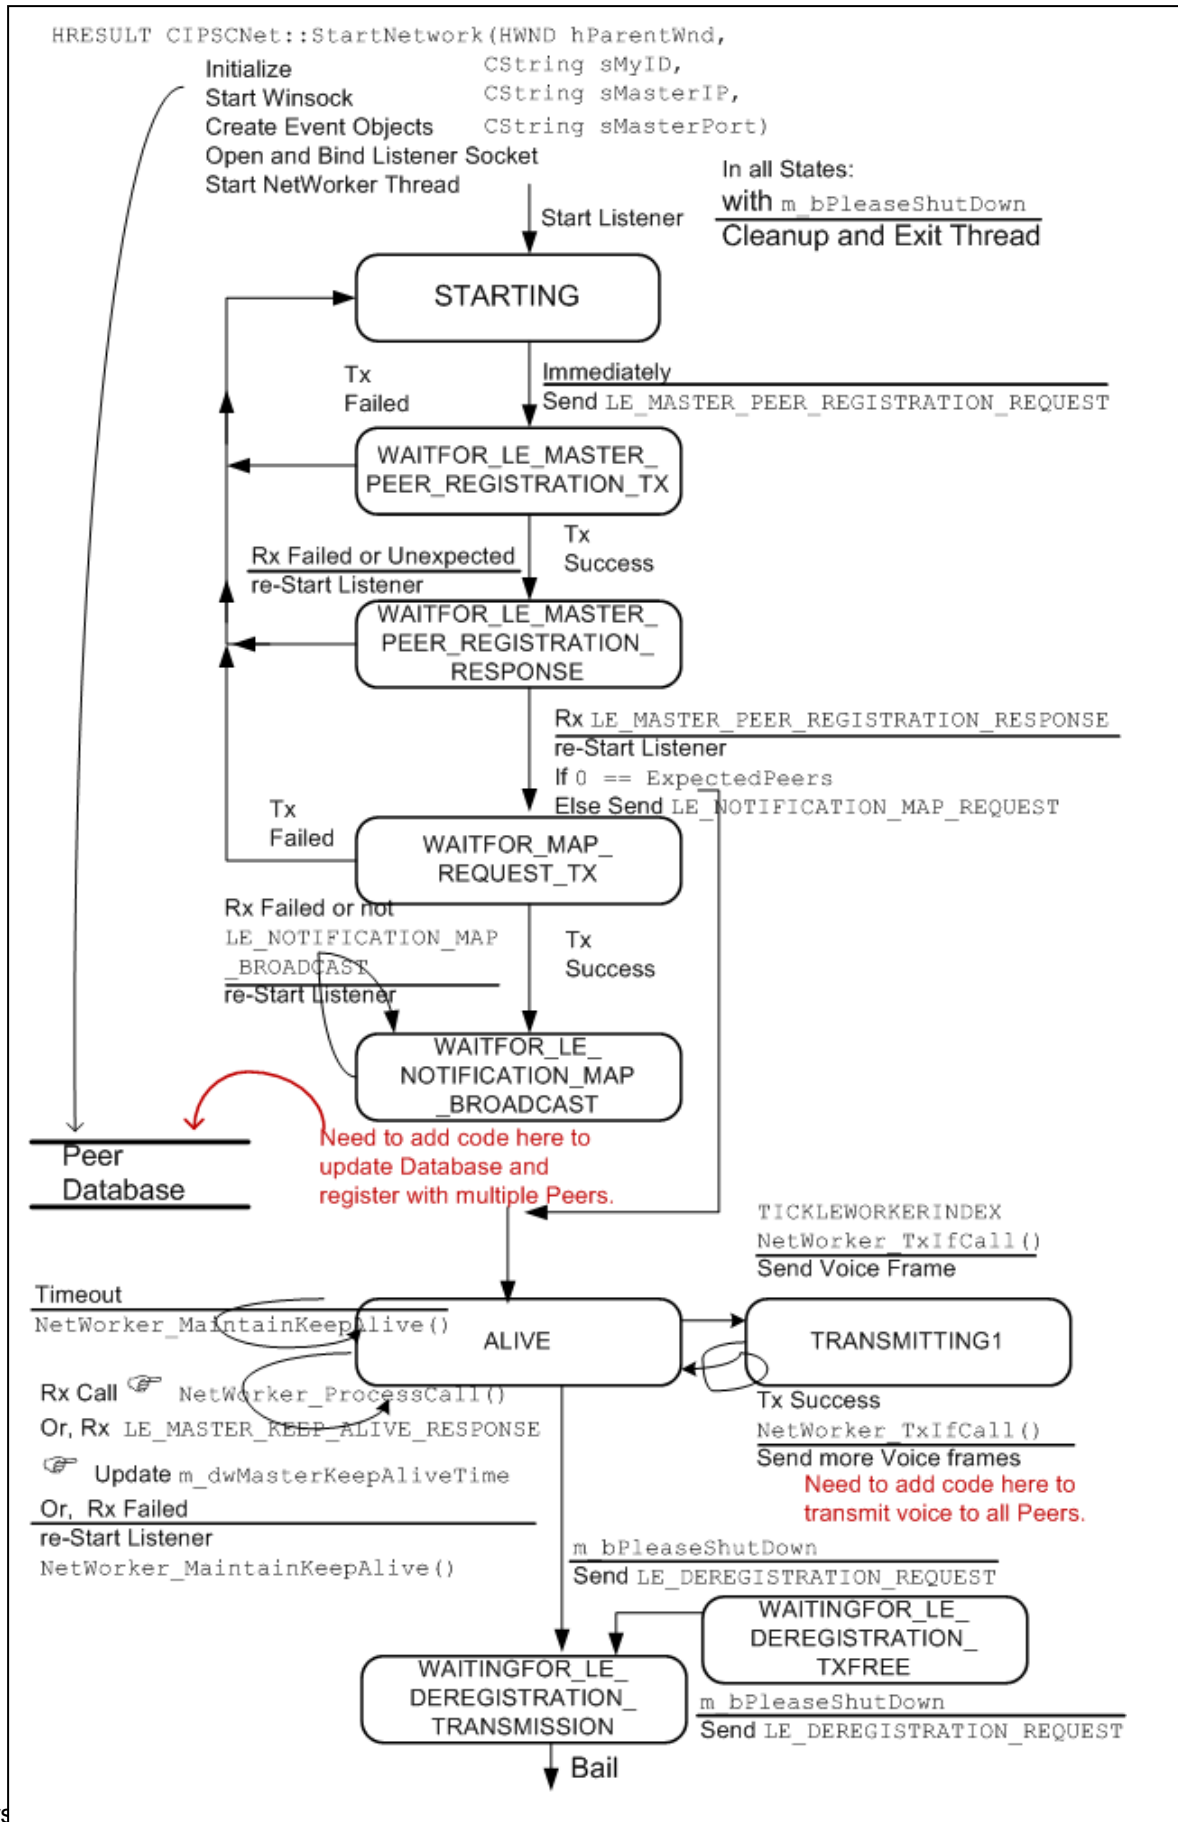 HRESULT CIPSCNet::StartNetwork(HWND hParentWnd,
Initialize CString sMyID,
Start Winsock CString sMasterIP,
Create Event Objects CString sMasterPort)
Open and Bind Listener Socket
Start NetWorker Thread
In all States:
with m_bPleaseShutDown
Cleanup and Exit Thread
Start Listener
STARTING
Tx
Failed
Immediately
Send LE_MASTER_PEER_REGISTRATION_REQUEST
WAITFOR_LE_MASTER_
PEER_REGISTRATION_TX
Tx
Success
Rx Failed or Unexpected
re-Start Listener
WAITFOR_LE_MASTER_
PEER_REGISTRATION_
RESPONSE
Rx LE_MASTER_PEER_REGISTRATION_RESPONSE
re-Start Listener
If 0 == ExpectedPeers
Else Send LE_NOTIFICATION_MAP_REQUEST
Tx
Failed
WAITFOR_MAP_
REQUEST_TX
Rx Failed or not
LE_NOTIFICATION_MAP
_BROADCAST
re-Start Listener
Tx
Success
WAITFOR_LE_
NOTIFICATION_MAP
_BROADCAST
Need to add code here to
update Database and
register with multiple Peers.
Peer
Database
TICKLEWORKERINDEX
NetWorker_TxIfCall()
Send Voice Frame
Timeout
NetWorker_MaintainKeepAlive()
ALIVE
TRANSMITTING1
Rx Call NetWorker_ProcessCall()
Or, Rx LE_MASTER_KEEP_ALIVE_RESPONSE
Update m_dwMasterKeepAliveTime
Or, Rx Failed
re-Start Listener
NetWorker_MaintainKeepAlive()
Tx Success
NetWorker_TxIfCall()
Send more Voice frames
Need to add code here to
transmit voice to all Peers.
m_bPleaseShutDown
Send LE_DEREGISTRATION_REQUEST
WAITINGFOR_LE_
DEREGISTRATION_
TXFREE
WAITINGFOR_LE_
DEREGISTRATION_
TRANSMISSION
m_bPleaseShutDown
Send LE_DEREGISTRATION_REQUEST
Bail